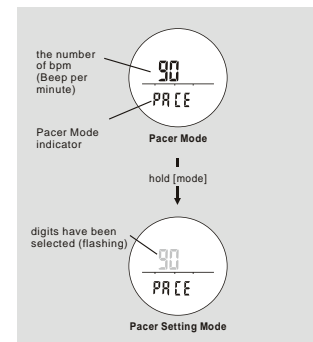 the number
of bpm
(Beep per
minute)
90
PACE
Pacer Mode
indicator
Pacer Mode
hold [mode]
digits have been
selected (flashing)
90
PACE
Pacer Setting Mode